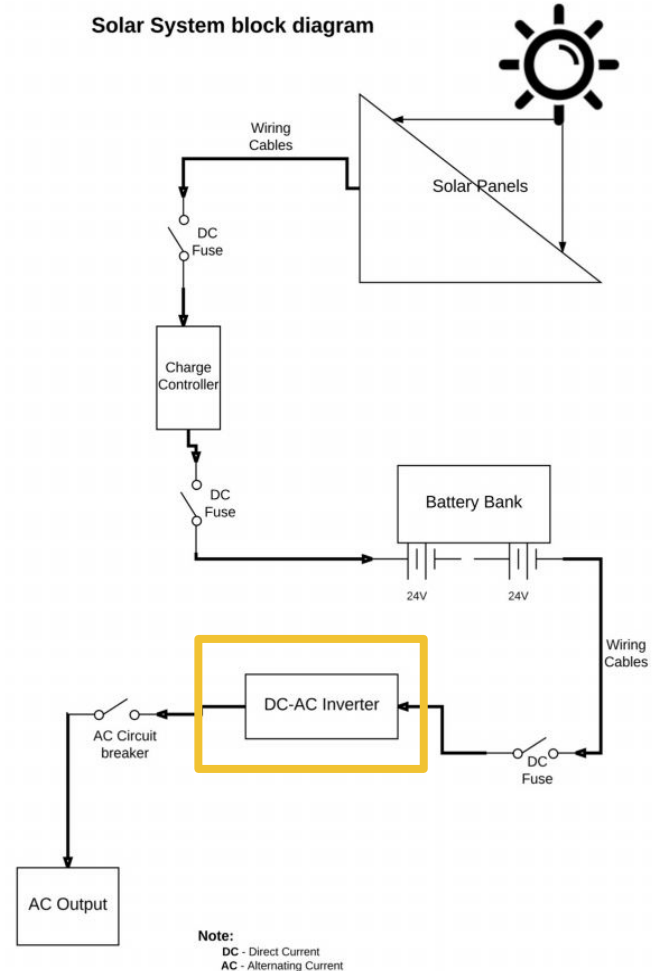 Solar System block diagram
Wiring
Cables
Solar Panels
DC
Fuse
Charge
Controller
DC
Fuse
Battery Bank
24V
24V
Wiring
Cables
DC-AC Inverter
AC Circuit
breaker
DC
Fuse
AC Output
Note:
DC - Direct Current
AC - Alternating Current